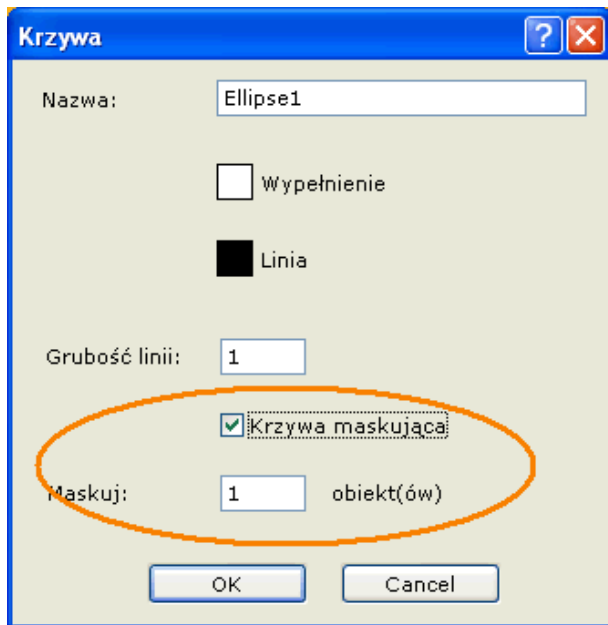 Krzywa
Nazwa: Ellipse1
Wypełnienie
Linia
Grubość linii: 1
Krzywa maskująca
Maskuj: 1 obiekt(ów)
OK Cancel